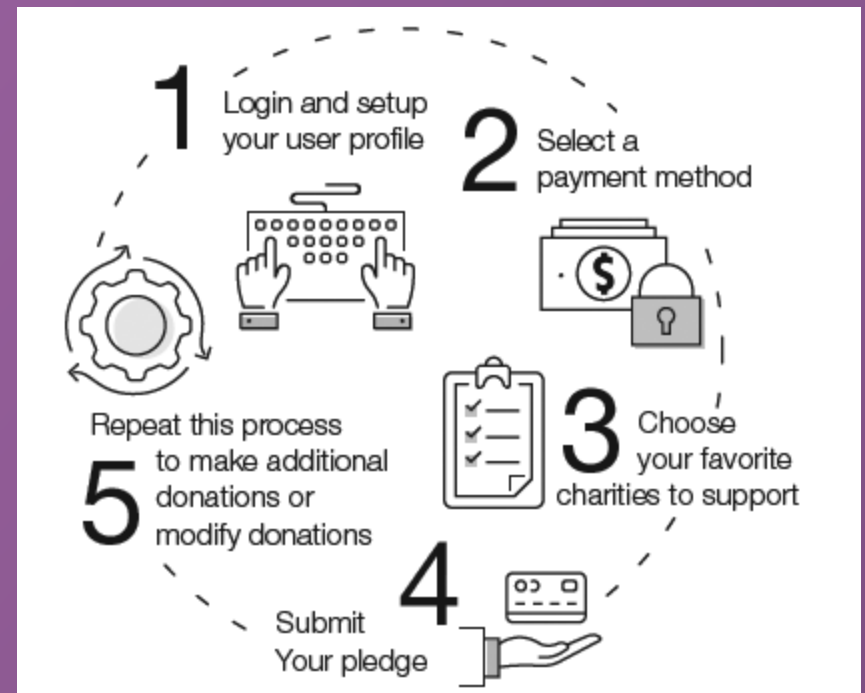 1
Login and setup
your user profile
2
Select a
payment method
$
3
Choose
your favorite
charities to support
4
Submit
Your pledge
5
Repeat this process
to make additional
donations or
modify donations